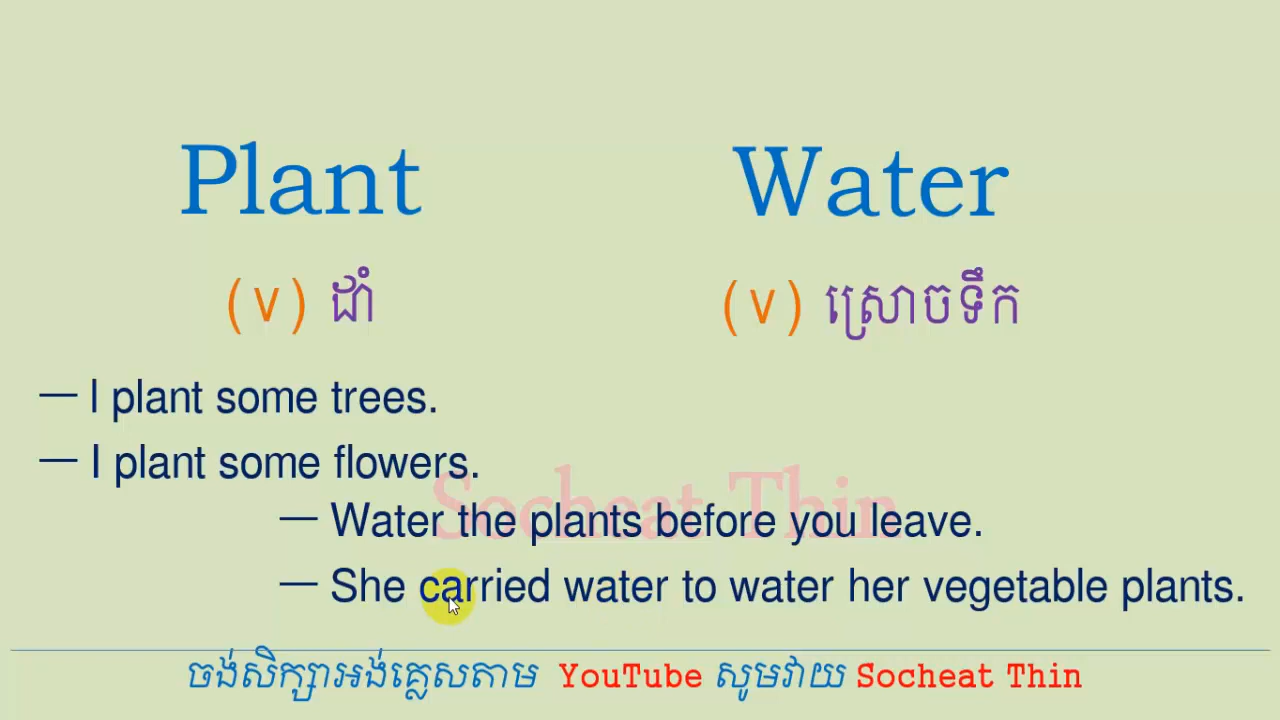 Plant Water
(v) ដាំ (v) ស្រោចទឹក
— I plant some trees.
— I plant some flowers.
Socheat Thin
— Water the plants before you leave.
— She carried water to water her vegetable plants.
ចង់សិក្សាអង់គ្លេសតាម YouTube សូមវាយ Socheat Thin